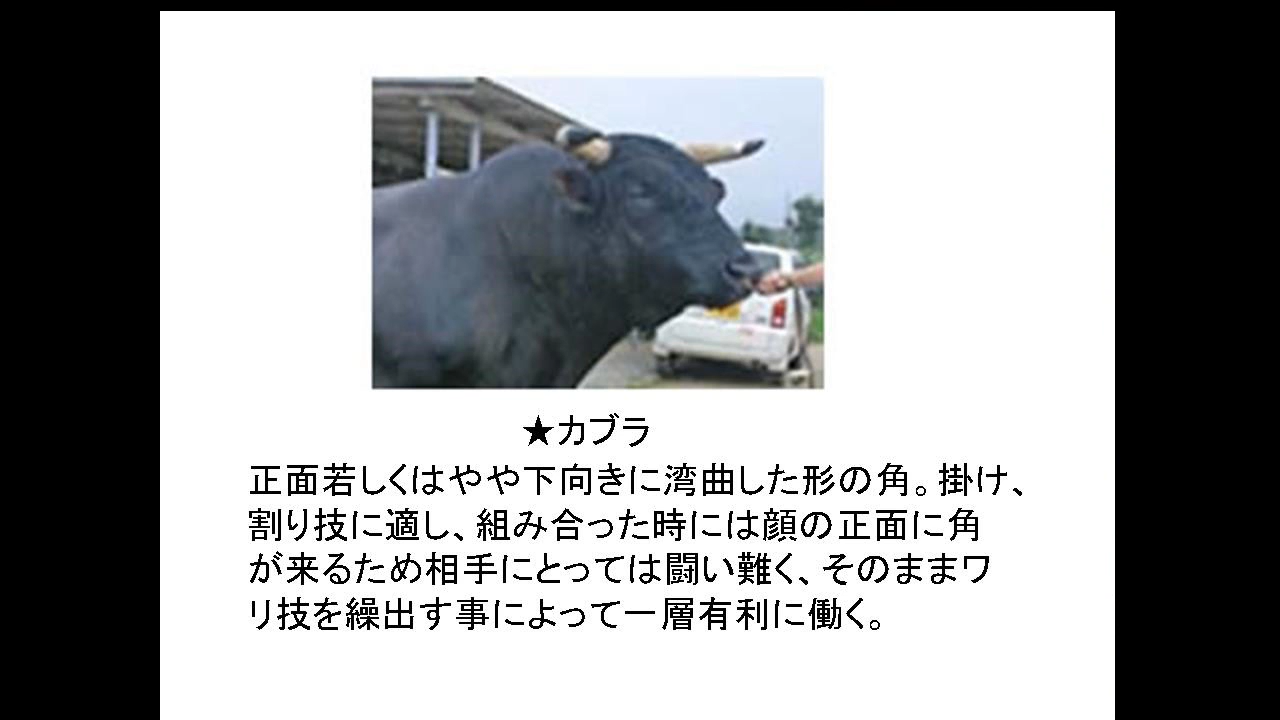 ★カブラ
正面若しくはやや下向きに湾曲した形の角。掛け、
割り技に適し、組み合った時には顔の正面に角
が来るため相手にとっては闘い難く、そのままワ
リ技を繰出す事によって一層有利に働く。